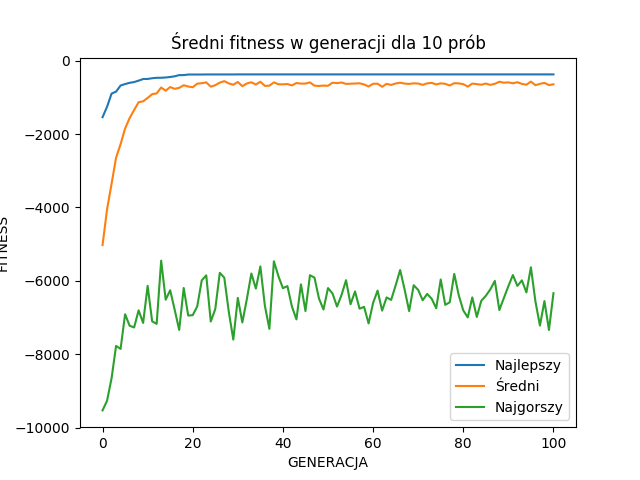 Średni fitness w generacji dla 10 prób
FITNESS
0
−2000
−4000
−6000
−8000
−10000
0 20 40 60 80 100
GENERACJA
Najlepszy
Średni
Najgorszy